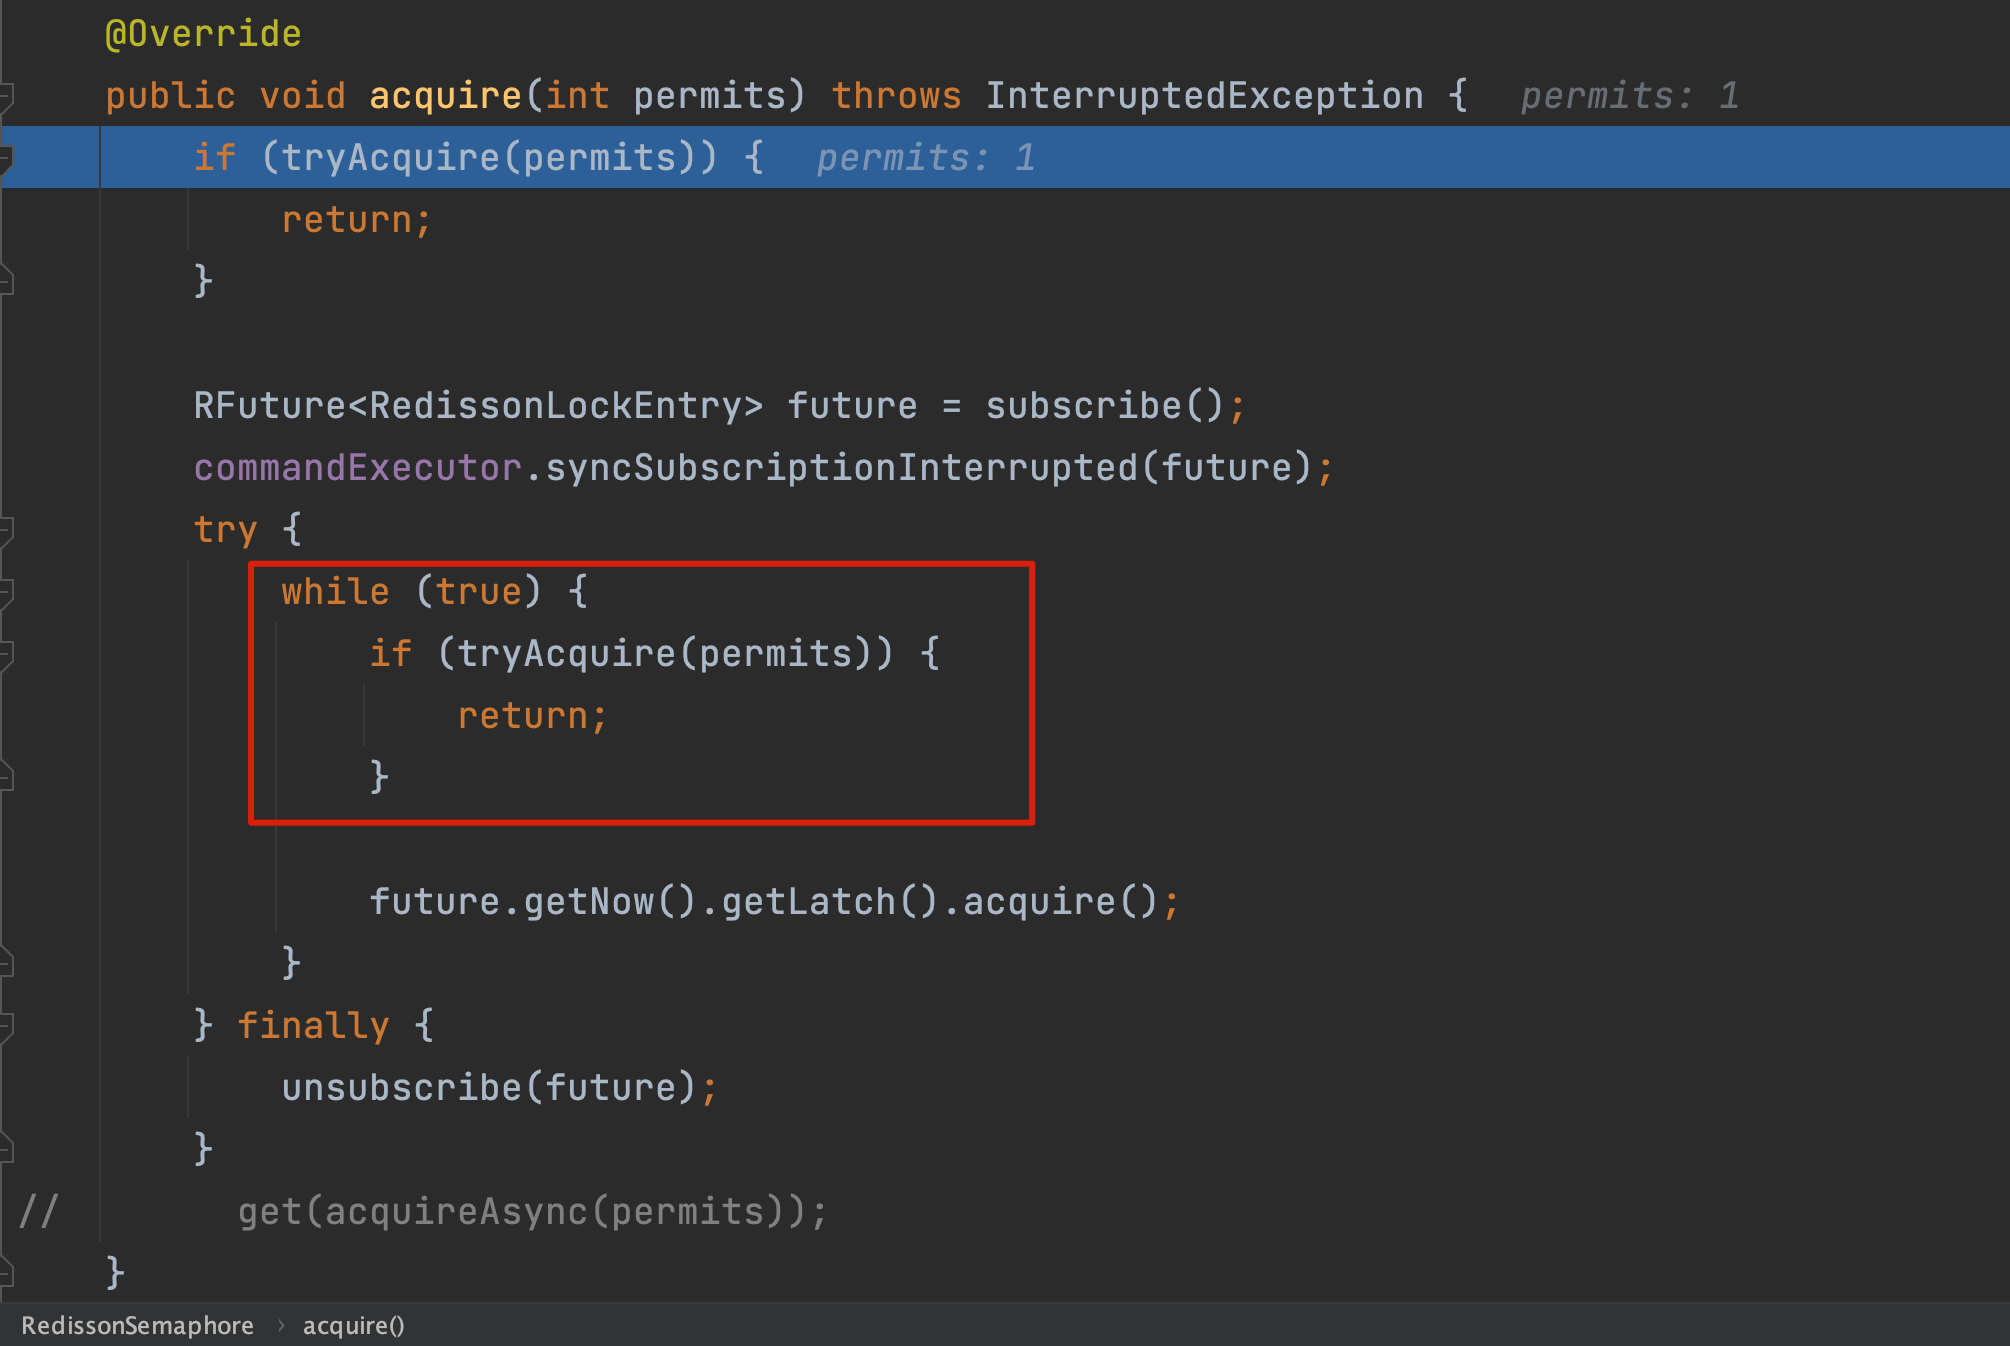 @Override
public void acquire(int permits) throws InterruptedException {  permits: 1
if (tryAcquire(permits)) {  permits: 1
return;
}
RFuture<RedissonLockEntry> future = subscribe();
commandExecutor.syncSubscriptionInterrupted(future);
try {
while (true) {
if (tryAcquire(permits)) {
return;
}
future.getNow().getLatch().acquire();
}
} finally {
unsubscribe(future);
}
// get(acquireAsync(permits));
}
RedissonSemaphore › acquire()